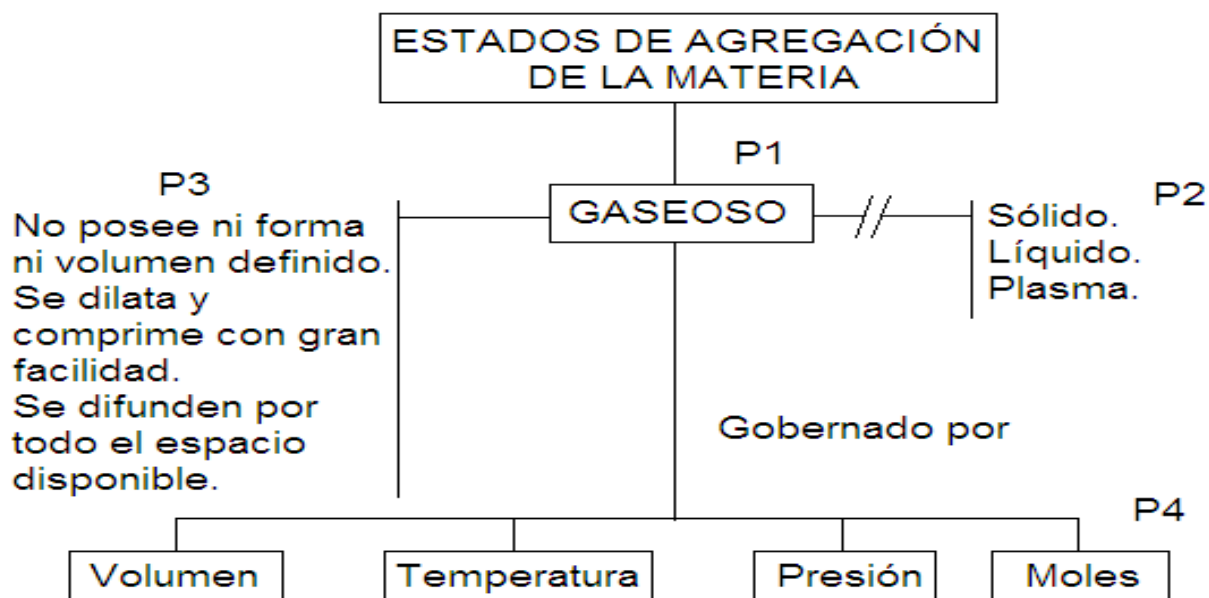 ESTADOS DE AGREGACIÓN
DE LA MATERIA
P1
GASEOSO
P3
No posee ni forma
ni volumen definido.
Se dilata y
comprime con gran
facilidad.
Se difunden por
todo el espacio
disponible.
P2
Sólido.
Líquido.
Plasma.
Gobernado por
P4
Volumen
Temperatura
Presión
Moles